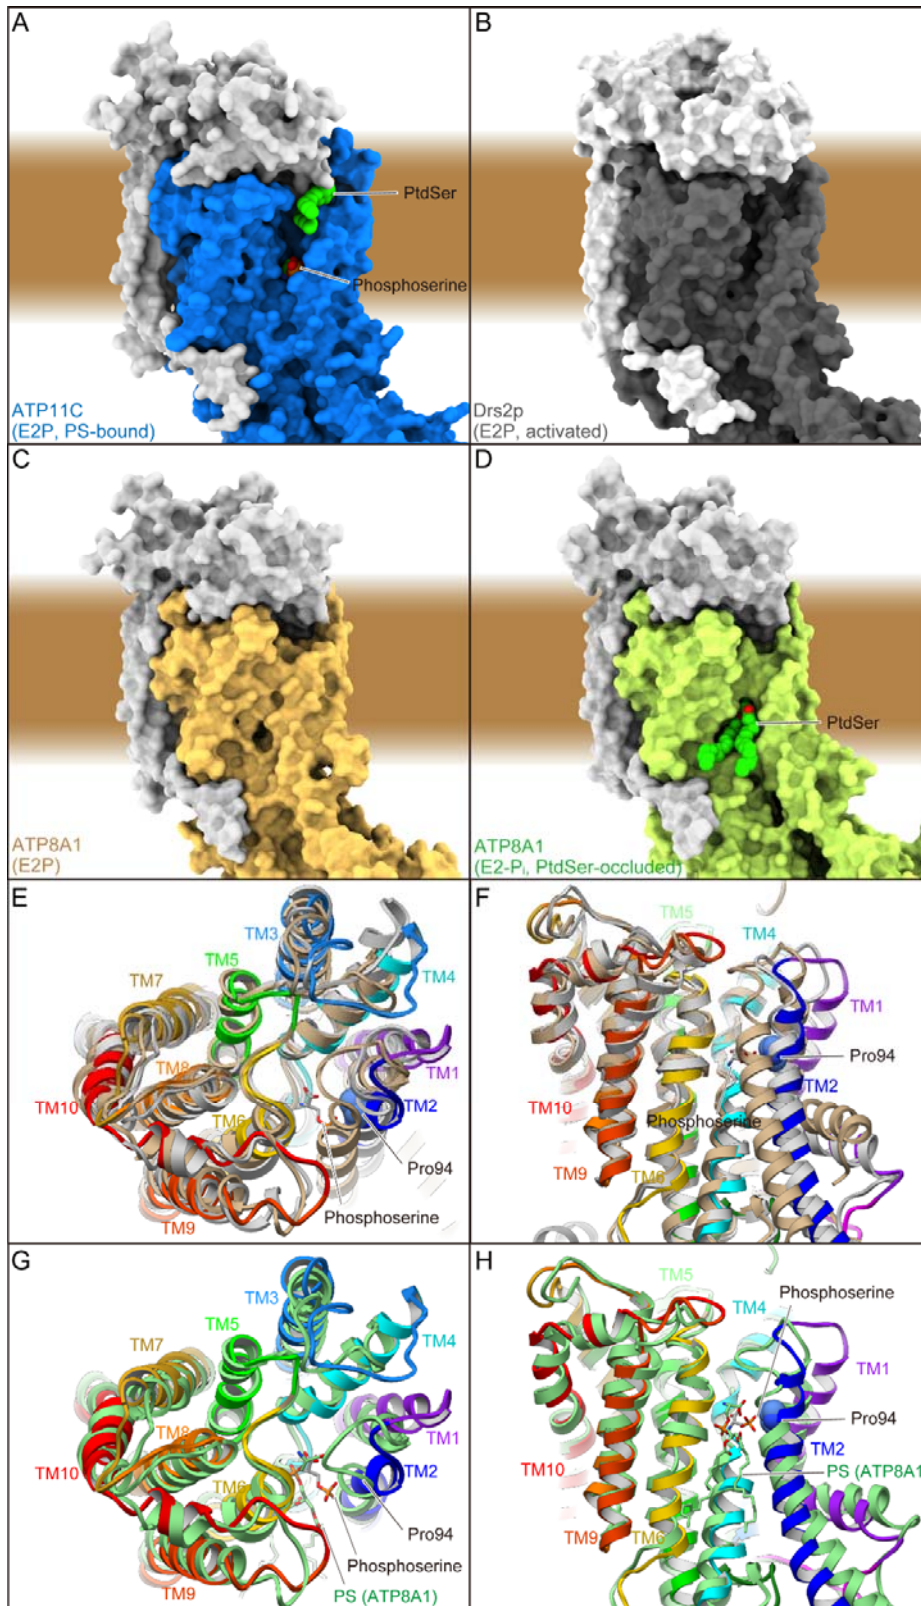 A
PtdSer
Phosphoserine
ATP11C
(E2P, PS-bound)
B
Drs2p
(E2P, activated)
C
ATP8A1
(E2P)
D
PtdSer
ATP8A1
(E2-Pi, PtdSer-occluded)
E
TM3
TM5
TM4
TM7
TM8
TM1
TM10
TM6
TM2
Pro94
Phosphoserine
TM9
F
TM5
TM4
TM1
Pro94
TM2
TM10
Phosphoseride
TM9
TM6
G
TM3
TM5
TM4
TM7
TM8
TM1
TM10
TM6
TM2
Pro94
Phosphoserine
TM9
PS (ATP8A1)
H
TM5
Phosphoserine
TM4
TM1
Pro94
TM2
TM10
PS (ATP8A1
TM9
TM6